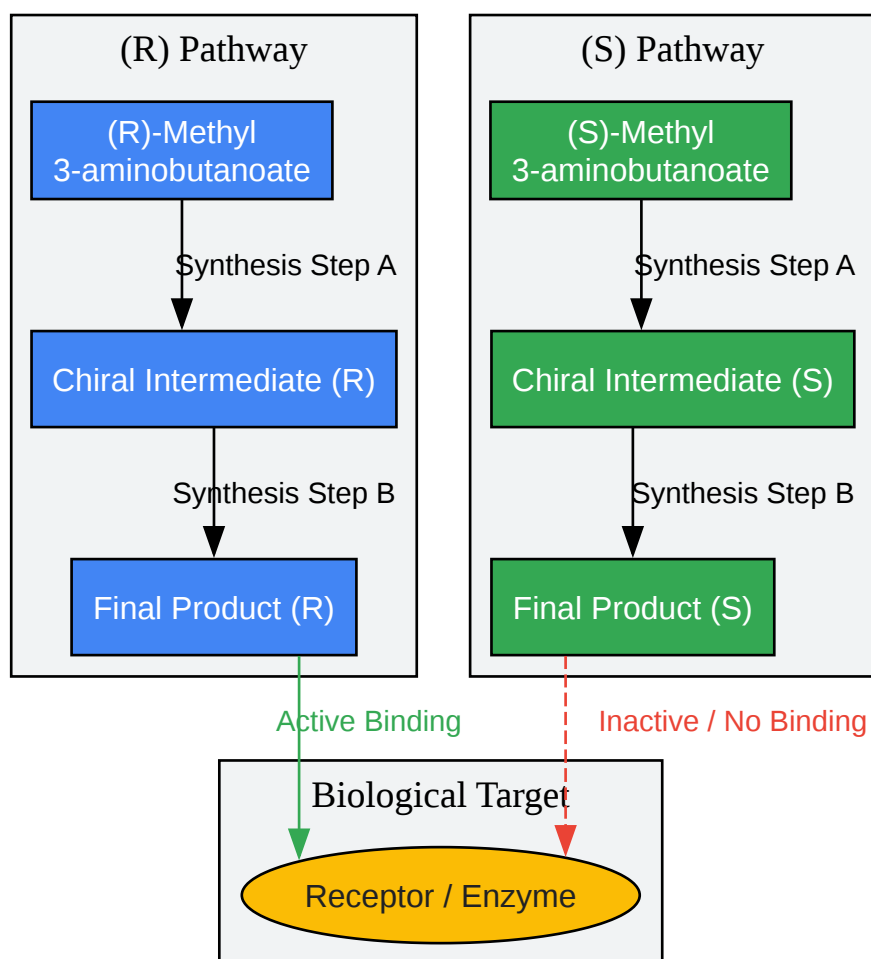 (R) Pathway
(R)-Methyl
3-aminobutanoate
Synthesis Step A
Chiral Intermediate (R)
Synthesis Step B
Final Product (R)
Active Binding
(S) Pathway
(S)-Methyl
3-aminobutanoate
Synthesis Step A
Chiral Intermediate (S)
Synthesis Step B
Final Product (S)
Inactive / No Binding
Biological Target
Receptor / Enzyme